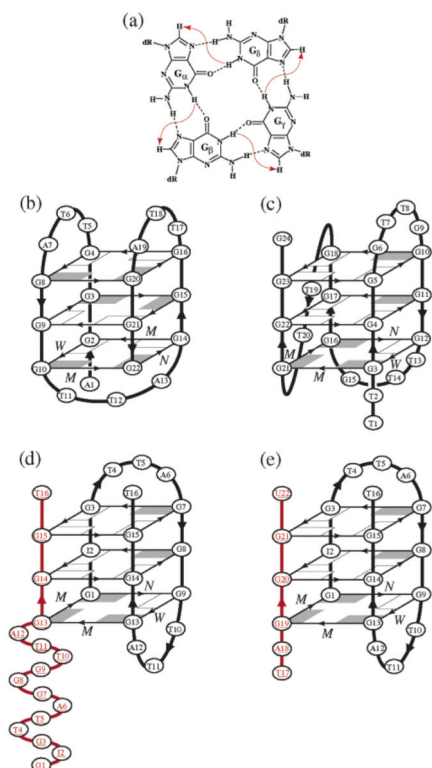 (a)
dR
H
H
N
H
N
dR
N
N
N
Gδ
N
H
Gα
N
H
N
O
N
N
O
H
H
N
H
N
H
H
O
O
N
N
H
N
Gγ
N
H
N
Gβ
H
N
N
N
N
H
dR
H
H
dR
(b)
T6
T5
A7
T18
T17
A19
G4
G16
G8
G20
G3
G15
G9
G21
M
G2
G14
W
N
G10
M
G22
A1
A13
T11
T12
(c)
T8
T7
G9
G24
G18
G6
G10
G23
G5
T19
G17
G11
G22
G4
T20
N
G16
G12
M
W
G21
G3
T13
M
G15
T14
T2
T1
(d)
T5
T4
A6
T16
T16
G3
G7
G15
G15
I2
G8
G14
G14
N
M
G1
G9
W
G13
M
G13
A12
T10
T11
A12
T11
T10
G9
G8
G7
A6
T5
T4
G3
I2
G1
(e)
T5
T4
A6
U22
T16
G3
G7
G21
G15
I2
G8
G20
G14
N
M
G1
G9
W
G19
M
G13
A18
A12
T10
T17
T11